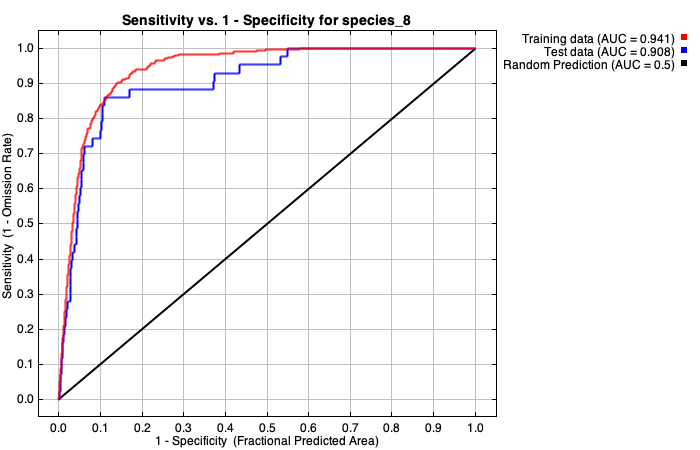 Sensitivity vs. 1 - Specificity for species_8
Training data (AUC = 0.941)
Test data (AUC = 0.908)
Random Prediction (AUC = 0.5)
Sensitivity (1 - Omission Rate)
1.0
0.9
0.8
0.7
0.6
0.5
0.4
0.3
0.2
0.1
0.0
0.0 0.1 0.2 0.3 0.4 0.5 0.6 0.7 0.8 0.9 1.0
1 - Specificity (Fractional Predicted Area)